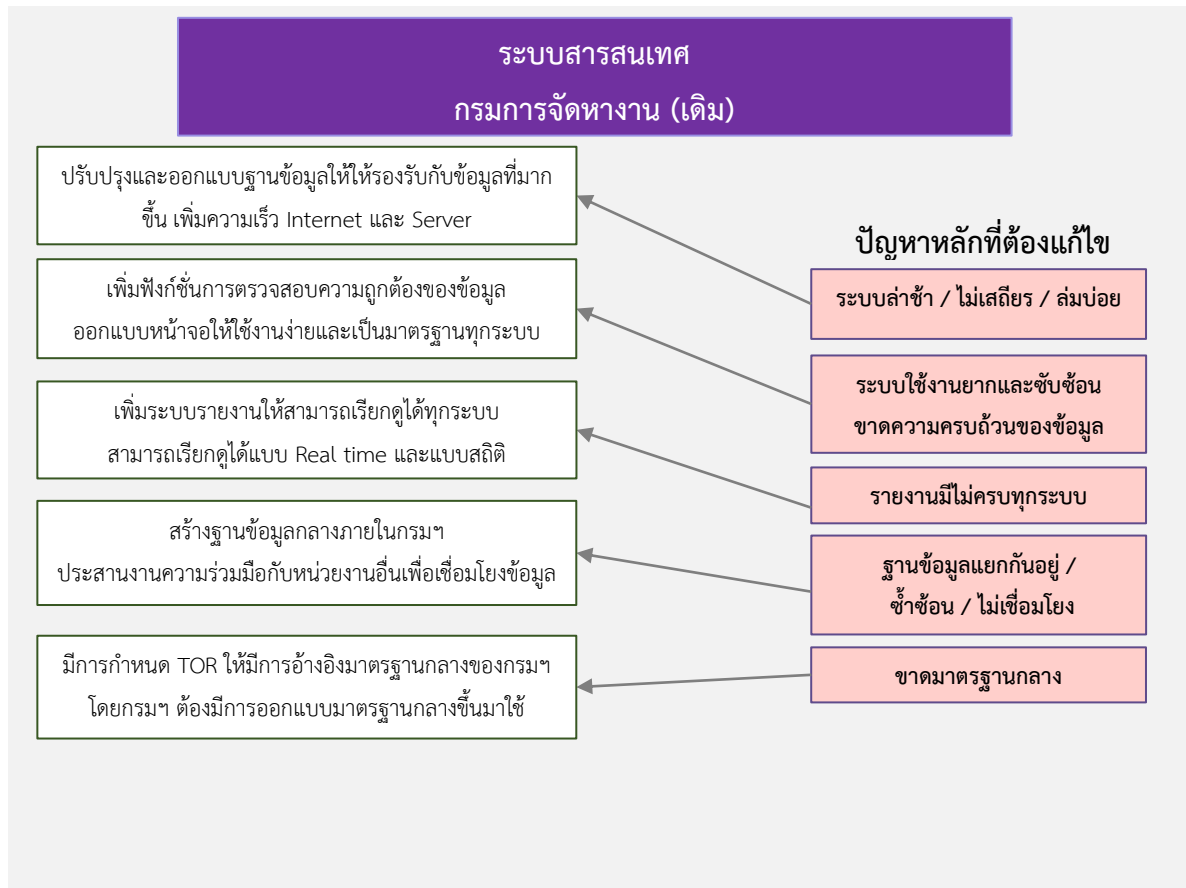 ระบบสารสนเทศ
กรมการจัดหางาน (เดิม)
ปรับปรุงและออกแบบฐานข้อมูลให้ให้รองรับกับข้อมูลที่มาก
ขึ้น เพิ่มความเร็ว Internet และ Server
เพิ่มฟังก์ชั่นการตรวจสอบความถูกต้องของข้อมูล
ออกแบบหน้าจอให้ใช้งานง่ายและเป็นมาตรฐานทุกระบบ
เพิ่มระบบรายงานให้สามารถเรียกดูได้ทุกระบบ
สามารถเรียกดูได้แบบ Real time และแบบสถิติ
สร้างฐานข้อมูลกลางภายในกรมฯ
ประสานงานความร่วมมือกับหน่วยงานอื่นเพื่อเชื่อมโยงข้อมูล
มีการกำหนด TOR ให้มีการอ้างอิงมาตรฐานกลางของกรมฯ
โดยกรมฯ ต้องมีการออกแบบมาตรฐานกลางขึ้นมาใช้
ปัญหาหลักที่ต้องแก้ไข
ระบบล่าช้า / ไม่เสถียร / ล่มบ่อย
ระบบใช้งานยากและซับซ้อน
ขาดความครบถ้วนของข้อมูล
รายงานมีไม่ครบทุกระบบ
ฐานข้อมูลแยกกันอยู่ /
ซ้ำซ้อน / ไม่เชื่อมโยง
ขาดมาตรฐานกลาง